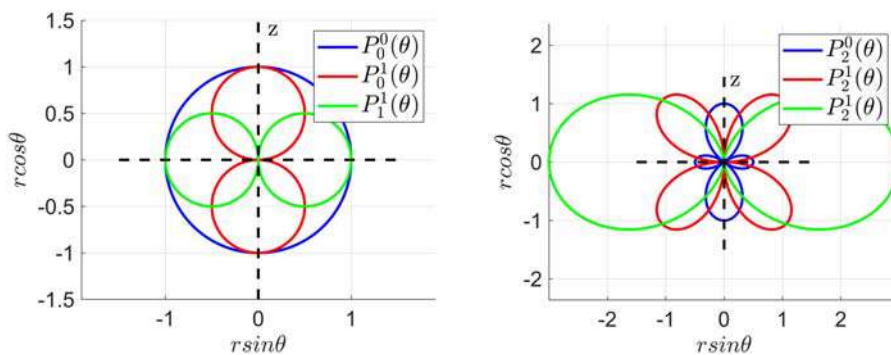 1.5
1
0.5
0
-0.5
-1
-1.5
rcosθ
z
P_0^0(θ)
P_0^1(θ)
P_1^1(θ)
-1 0 1
rsinθ
2
1
0
-1
-2
rcosθ
z
P_2^0(θ)
P_2^1(θ)
P_2^1(θ)
-2 -1 0 1 2
rsinθ